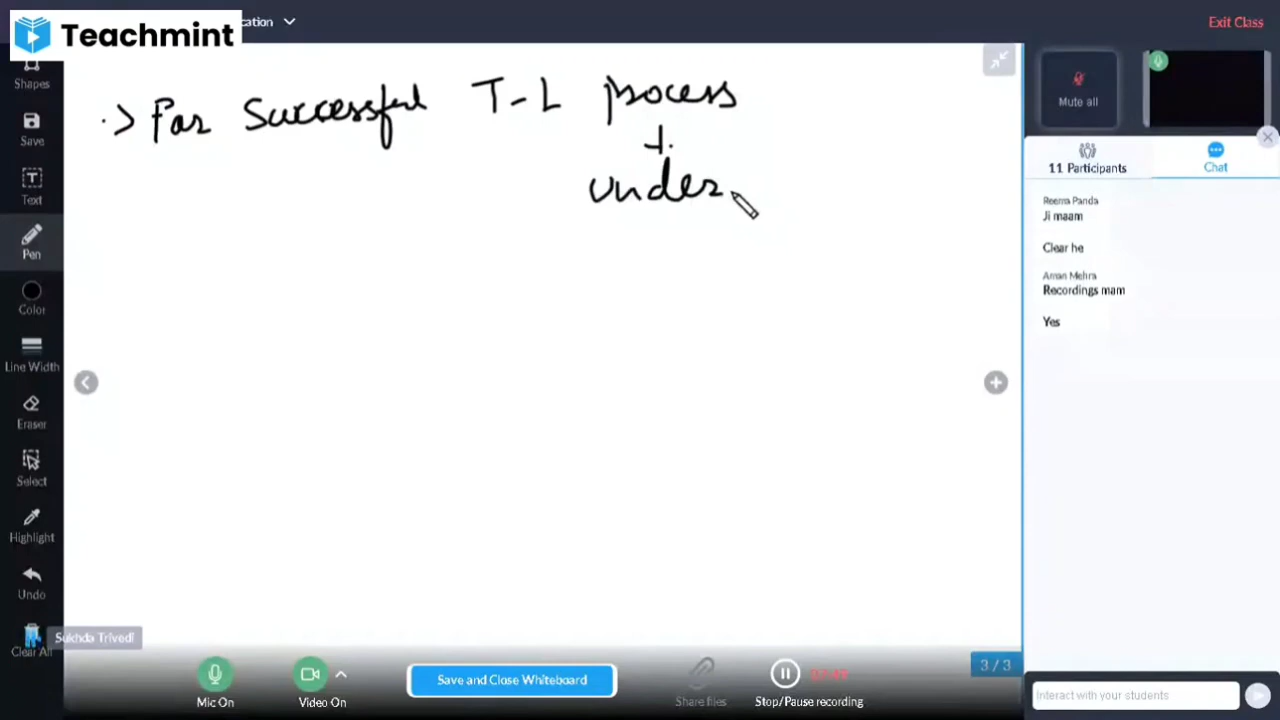 Teachmint
cation
Exit Class
Shapes
Save
Text
Pen
Color
Line Width
Eraser
Select
Highlight
Undo
Clear All
Sukhda Trivedi
.> For Successful T-L process
under
Mute all
11 Participants
Chat
Reema Panda
Ji maam
Clear he
Arran Mehra
Recordings mam
Yes
3 / 3
Mic On
Video On
Save and Close Whiteboard
Share files
Stop/Pause recording
Interact with your students